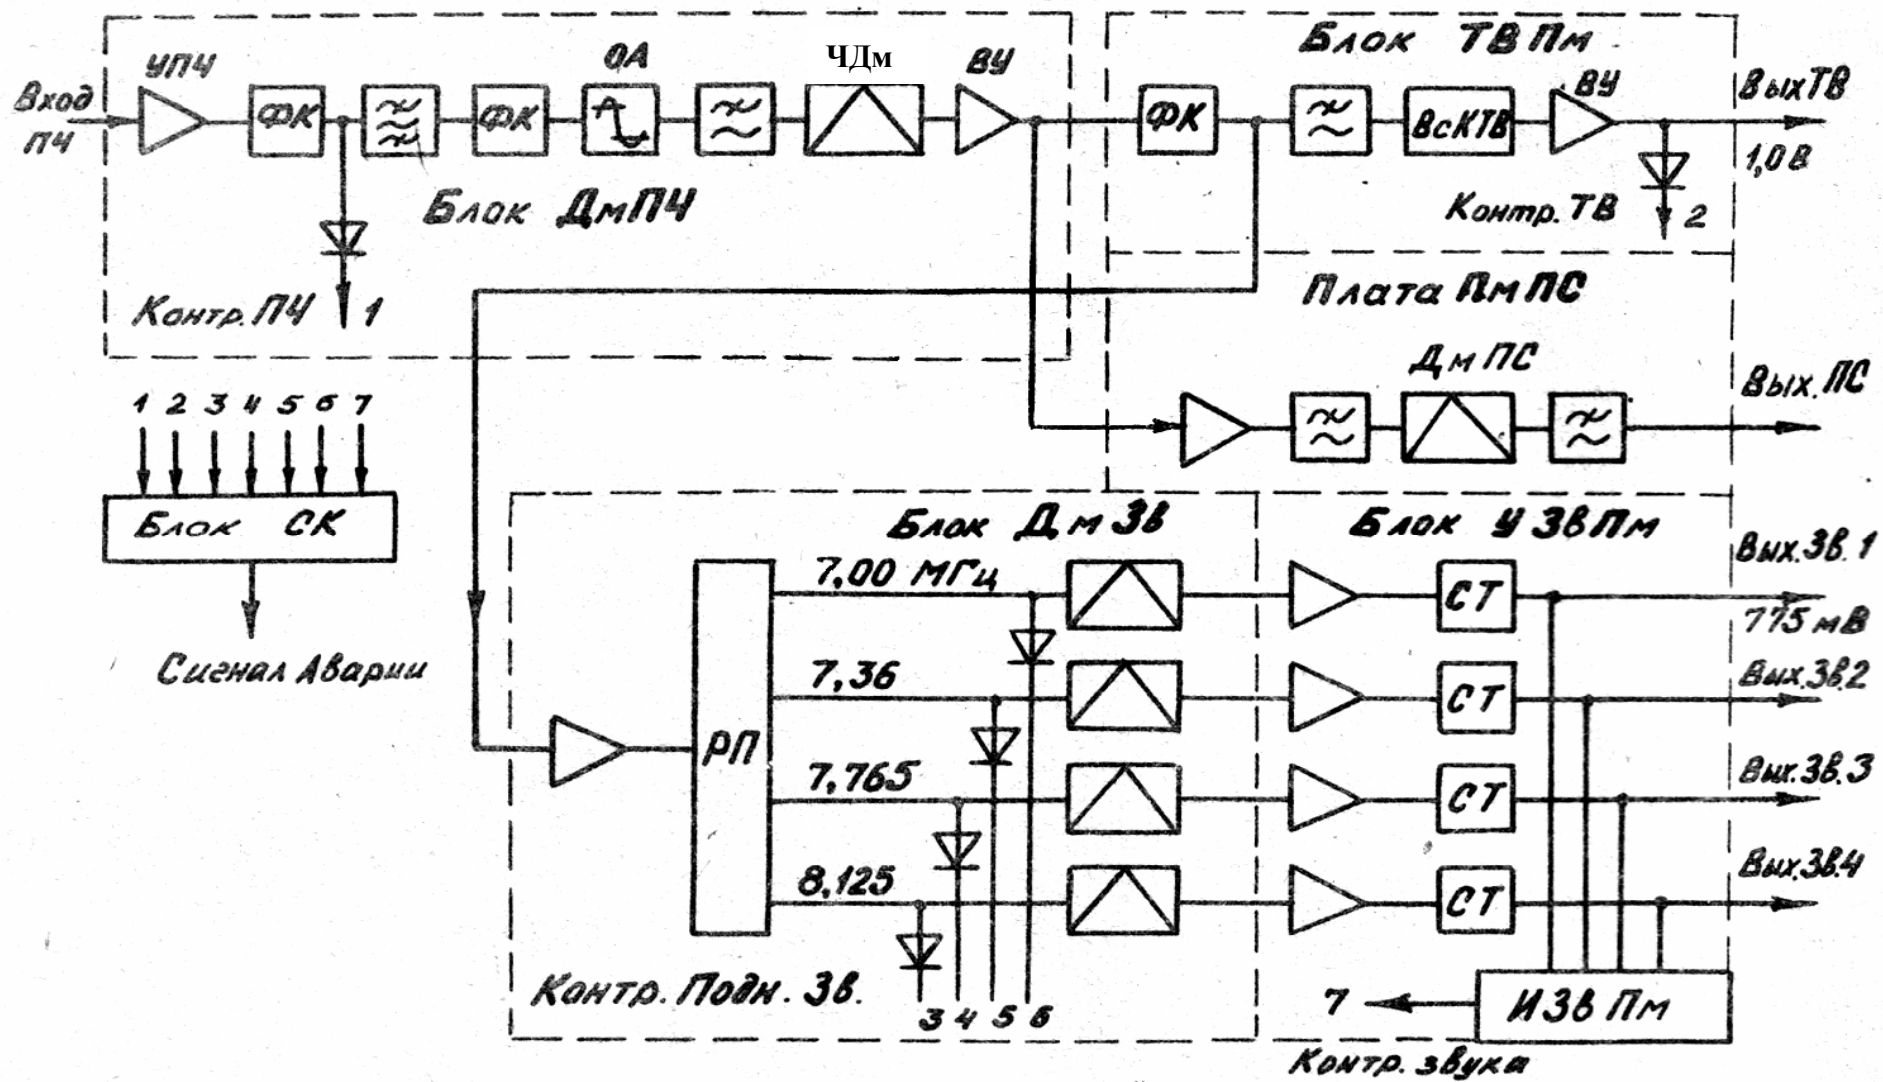 Блок ТВ Пм
УПЧ
ОА
ЧДм
ВУ
ВУ
Вых ТВ
Вход
ПЧ
ФК
ФК
ФК
ВсКТВ
1,0 В
Блок ДмПЧ
Контр. ТВ
2
Контр. ПЧ
1
Плата Пм ПС
Дм ПС
Вых. ПС
1 2 3 4 5 6 7
Блок СК
Сигнал Аварии
Блок Дм Зв
Блок У Зв Пм
Вых. Зв. 1
7,00 МГц
СТ
775 мВ
7,36
СТ
Вых. Зв. 2
РП
7,765
СТ
Вых. Зв. 3
8,125
СТ
Вых. Зв. 4
Контр. Подн. Зв.
3 4 5 6
7
И Зв Пм
Контр. звука